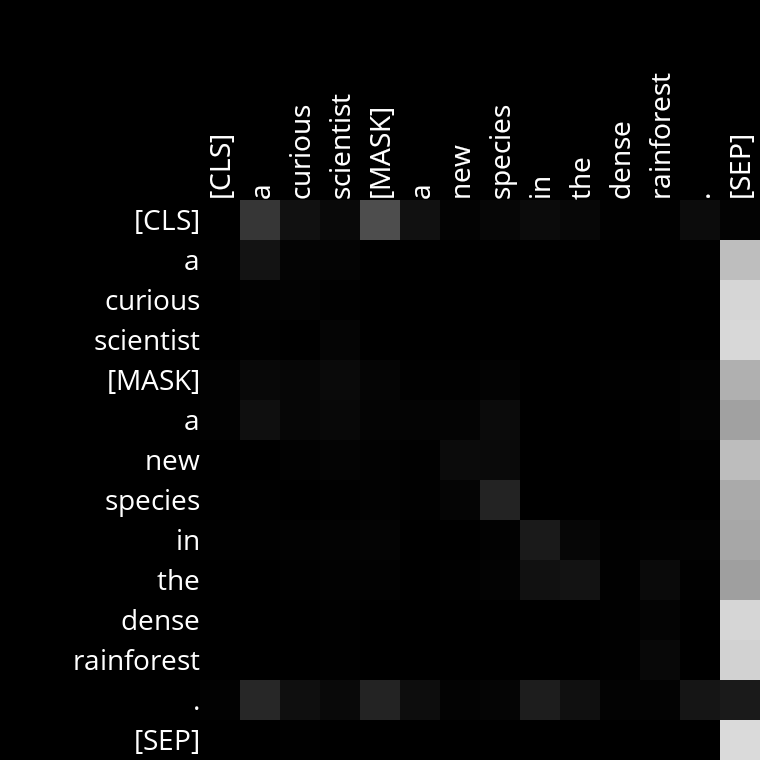 [CLS] a curious scientist [MASK] a new species in the dense rainforest . [SEP]
[CLS]
a
curious
scientist
[MASK]
a
new
species
in
the
dense
rainforest
.
[SEP]